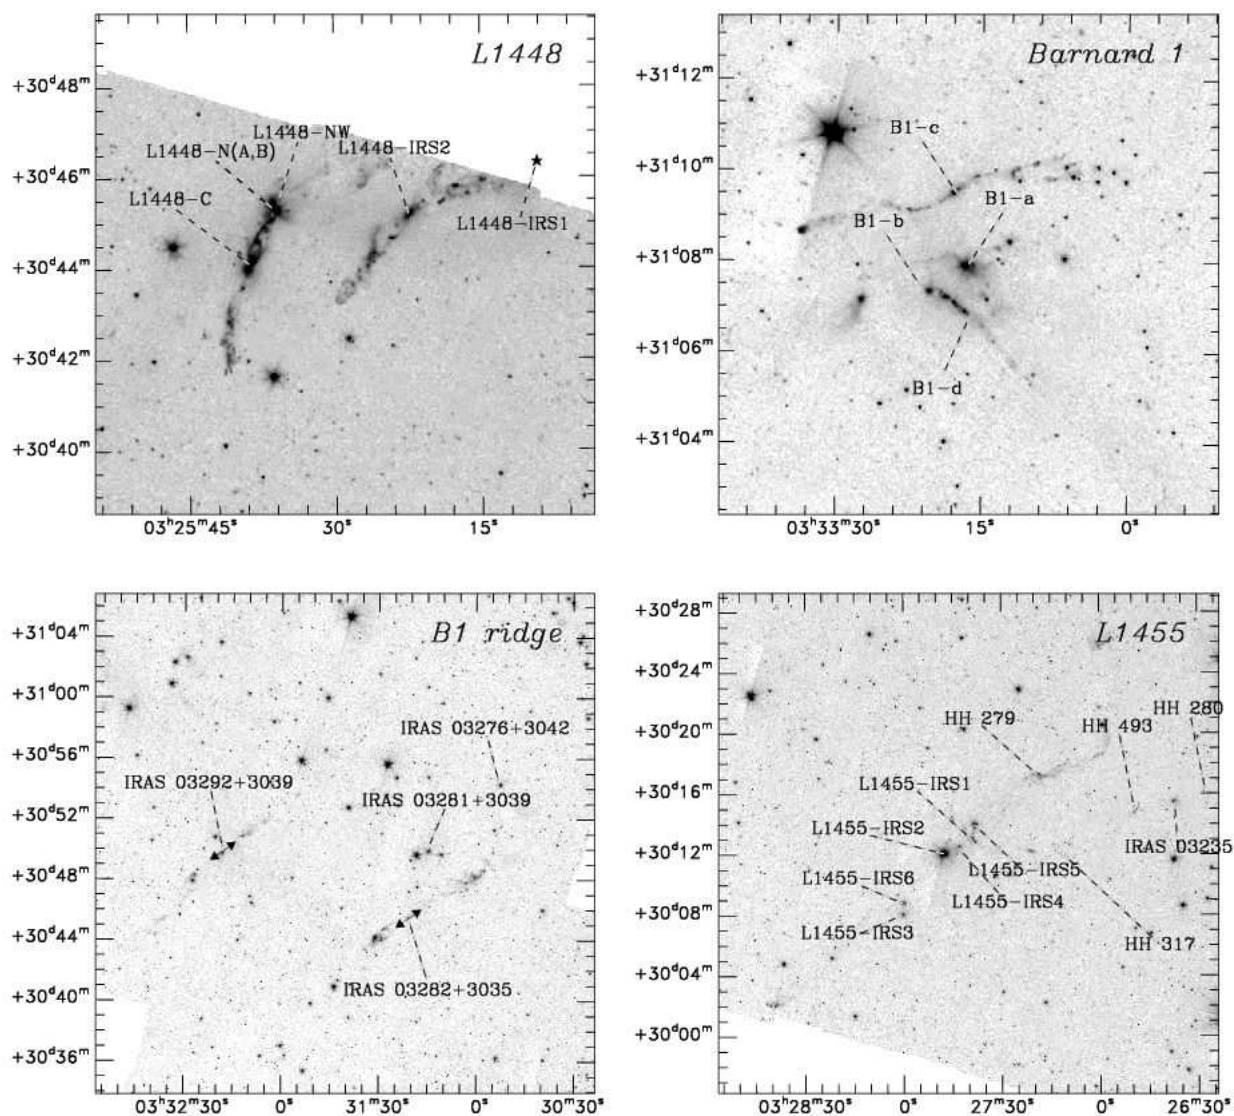 L1448
+30ᵈ48ᵐ
L1448-NW
L1448-N(A,B)
L1448-IRS2
+30ᵈ46ᵐ
L1448-C
L1448-IRS1
+30ᵈ44ᵐ
+30ᵈ42ᵐ
+30ᵈ40ᵐ
03ʰ25ᵐ45ˢ 30ˢ 15ˢ
Barnard 1
+31ᵈ12ᵐ
B1-c
+31ᵈ10ᵐ
B1-a
B1-b
+31ᵈ08ᵐ
+31ᵈ06ᵐ
B1-d
+31ᵈ04ᵐ
03ʰ33ᵐ30ˢ 15ˢ 0ˢ
B1 ridge
+31ᵈ04ᵐ
+31ᵈ00ᵐ
IRAS 03276+3042
+30ᵈ56ᵐ
IRAS 03292+3039
IRAS 03281+3039
+30ᵈ52ᵐ
+30ᵈ48ᵐ
+30ᵈ44ᵐ
IRAS 03282+3035
+30ᵈ40ᵐ
+30ᵈ36ᵐ
03ʰ32ᵐ30ˢ 0ˢ 31ᵐ30ˢ 0ˢ 30ᵐ30ˢ
+30ᵈ28ᵐ
L1455
+30ᵈ24ᵐ
HH 279
HH 493
HH 280
+30ᵈ20ᵐ
L1455-IRS1
+30ᵈ16ᵐ
L1455-IRS2
IRAS 03235
+30ᵈ12ᵐ
L1455-IRS5
L1455-IRS6
L1455-IRS4
+30ᵈ08ᵐ
L1455-IRS3
HH 317
+30ᵈ04ᵐ
+30ᵈ00ᵐ
03ʰ28ᵐ30ˢ 0ˢ 27ᵐ30ˢ 0ˢ 26ᵐ30ˢ